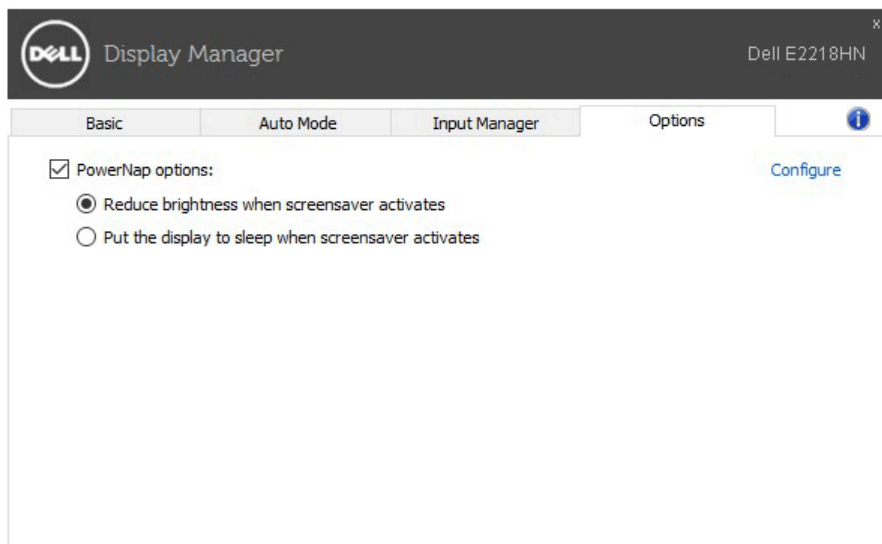 x
DELL Display Manager Dell E2218HN
Basic Auto Mode Input Manager Options i
PowerNap options: Configure
Reduce brightness when screensaver activates
Put the display to sleep when screensaver activates